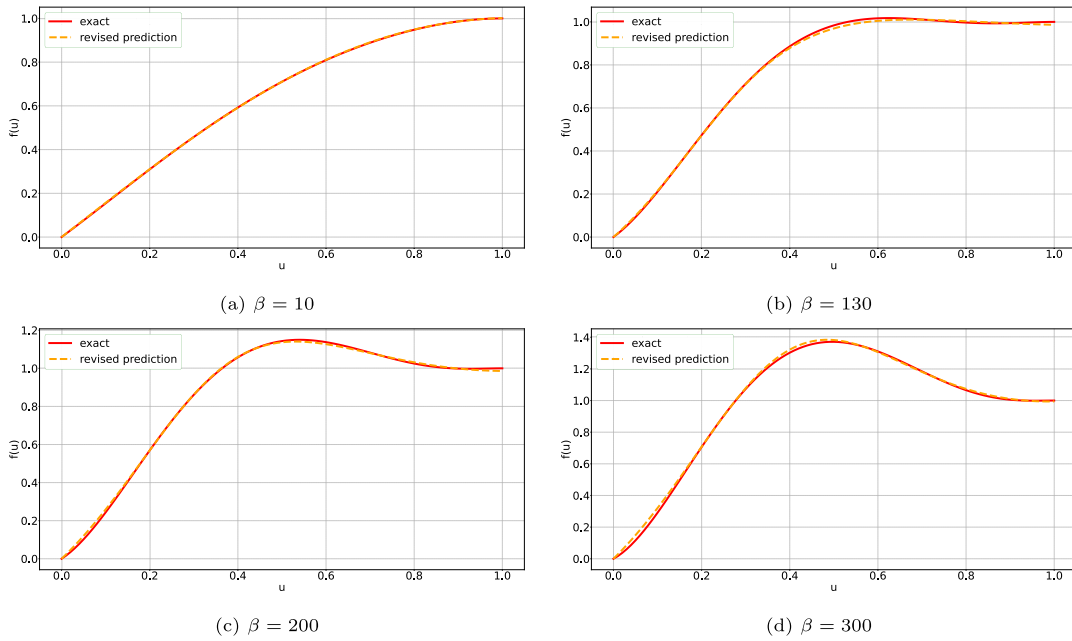 exact
revised prediction
1.0
0.8
0.6
0.4
0.2
0.0
f(u)
0.0 0.2 0.4 0.6 0.8 1.0
u
(a) β = 10
exact
revised prediction
1.0
0.8
0.6
0.4
0.2
0.0
f(u)
0.0 0.2 0.4 0.6 0.8 1.0
u
(b) β = 130
exact
revised prediction
1.2
1.0
0.8
0.6
0.4
0.2
0.0
f(u)
0.0 0.2 0.4 0.6 0.8 1.0
u
(c) β = 200
exact
revised prediction
1.4
1.2
1.0
0.8
0.6
0.4
0.2
0.0
f(u)
0.0 0.2 0.4 0.6 0.8 1.0
u
(d) β = 300